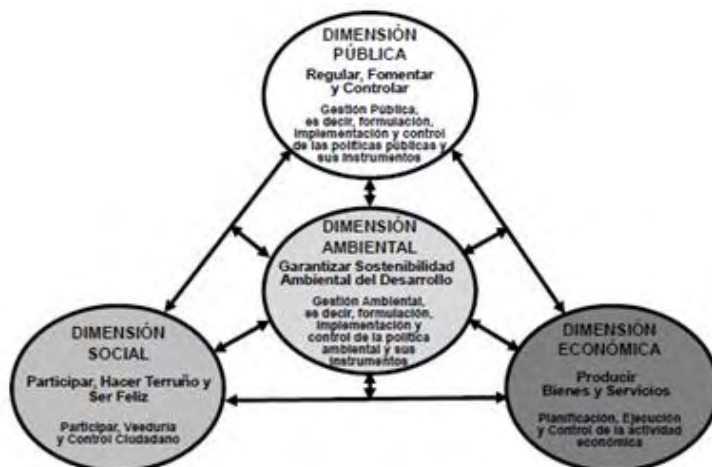 DIMENSIÓN
PÚBLICA
Regular, Fomentar
y Controlar
Gestión Pública,
es decir, formulación,
implementación y control
de las políticas públicas y
sus instrumentos
DIMENSIÓN
AMBIENTAL
Garantizar Sostenibilidad
Ambiental del Desarrollo
Gestión Ambiental,
es decir, formulación,
implementación y
control de la política
ambiental y sus
instrumentos
DIMENSIÓN
SOCIAL
Participar, Hacer Terruño y
Ser Feliz
Participar, Veeduría
y Control Ciudadano
DIMENSIÓN
ECONÓMICA
Producir
Bienes y Servicios
Planificación, Ejecución
y Control de la actividad
económica